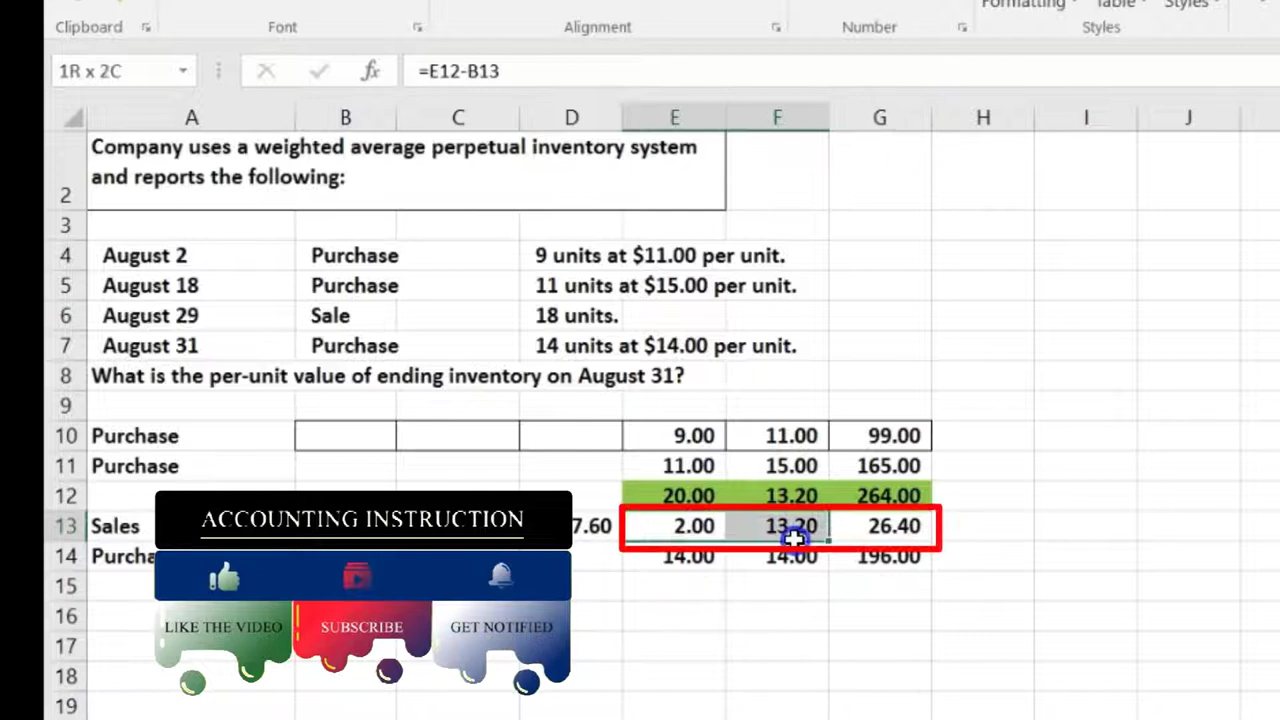 Formatting Table Styles
Clipboard Font Alignment Number Styles
1R x 2C fx =E12-B13
A B C D E F G H I J
Company uses a weighted average perpetual inventory system
2 and reports the following:
3
4 August 2 Purchase 9 units at $11.00 per unit.
5 August 18 Purchase 11 units at $15.00 per unit.
6 August 29 Sale 18 units.
7 August 31 Purchase 14 units at $14.00 per unit.
8 What is the per-unit value of ending inventory on August 31?
9
10 Purchase 9.00 11.00 99.00
11 Purchase 11.00 15.00 165.00
12 20.00 13.20 264.00
13 Sales 7.60 2.00 13.20 26.40
14 Purcha 14.00 14.00 196.00
15
16
17
18
19
ACCOUNTING INSTRUCTION
LIKE THE VIDEO SUBSCRIBE GET NOTIFIED